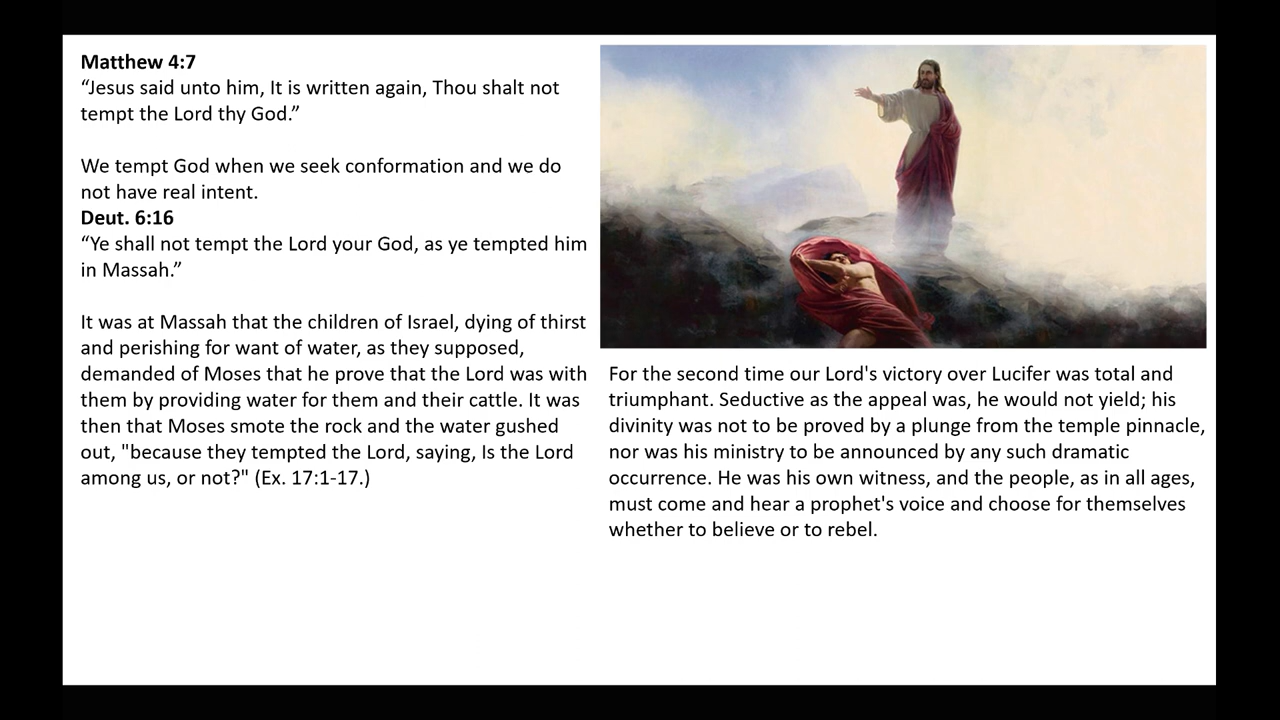 Matthew 4:7
“Jesus said unto him, It is written again, Thou shalt not
tempt the Lord thy God.”
We tempt God when we seek conformation and we do
not have real intent.
Deut. 6:16
“Ye shall not tempt the Lord your God, as ye tempted him
in Massah.”
It was at Massah that the children of Israel, dying of thirst
and perishing for want of water, as they supposed,
demanded of Moses that he prove that the Lord was with
them by providing water for them and their cattle. It was
then that Moses smote the rock and the water gushed
out, "because they tempted the Lord, saying, Is the Lord
among us, or not?" (Ex. 17:1-17.)
For the second time our Lord's victory over Lucifer was total and
triumphant. Seductive as the appeal was, he would not yield; his
divinity was not to be proved by a plunge from the temple pinnacle,
nor was his ministry to be announced by any such dramatic
occurrence. He was his own witness, and the people, as in all ages,
must come and hear a prophet's voice and choose for themselves
whether to believe or to rebel.